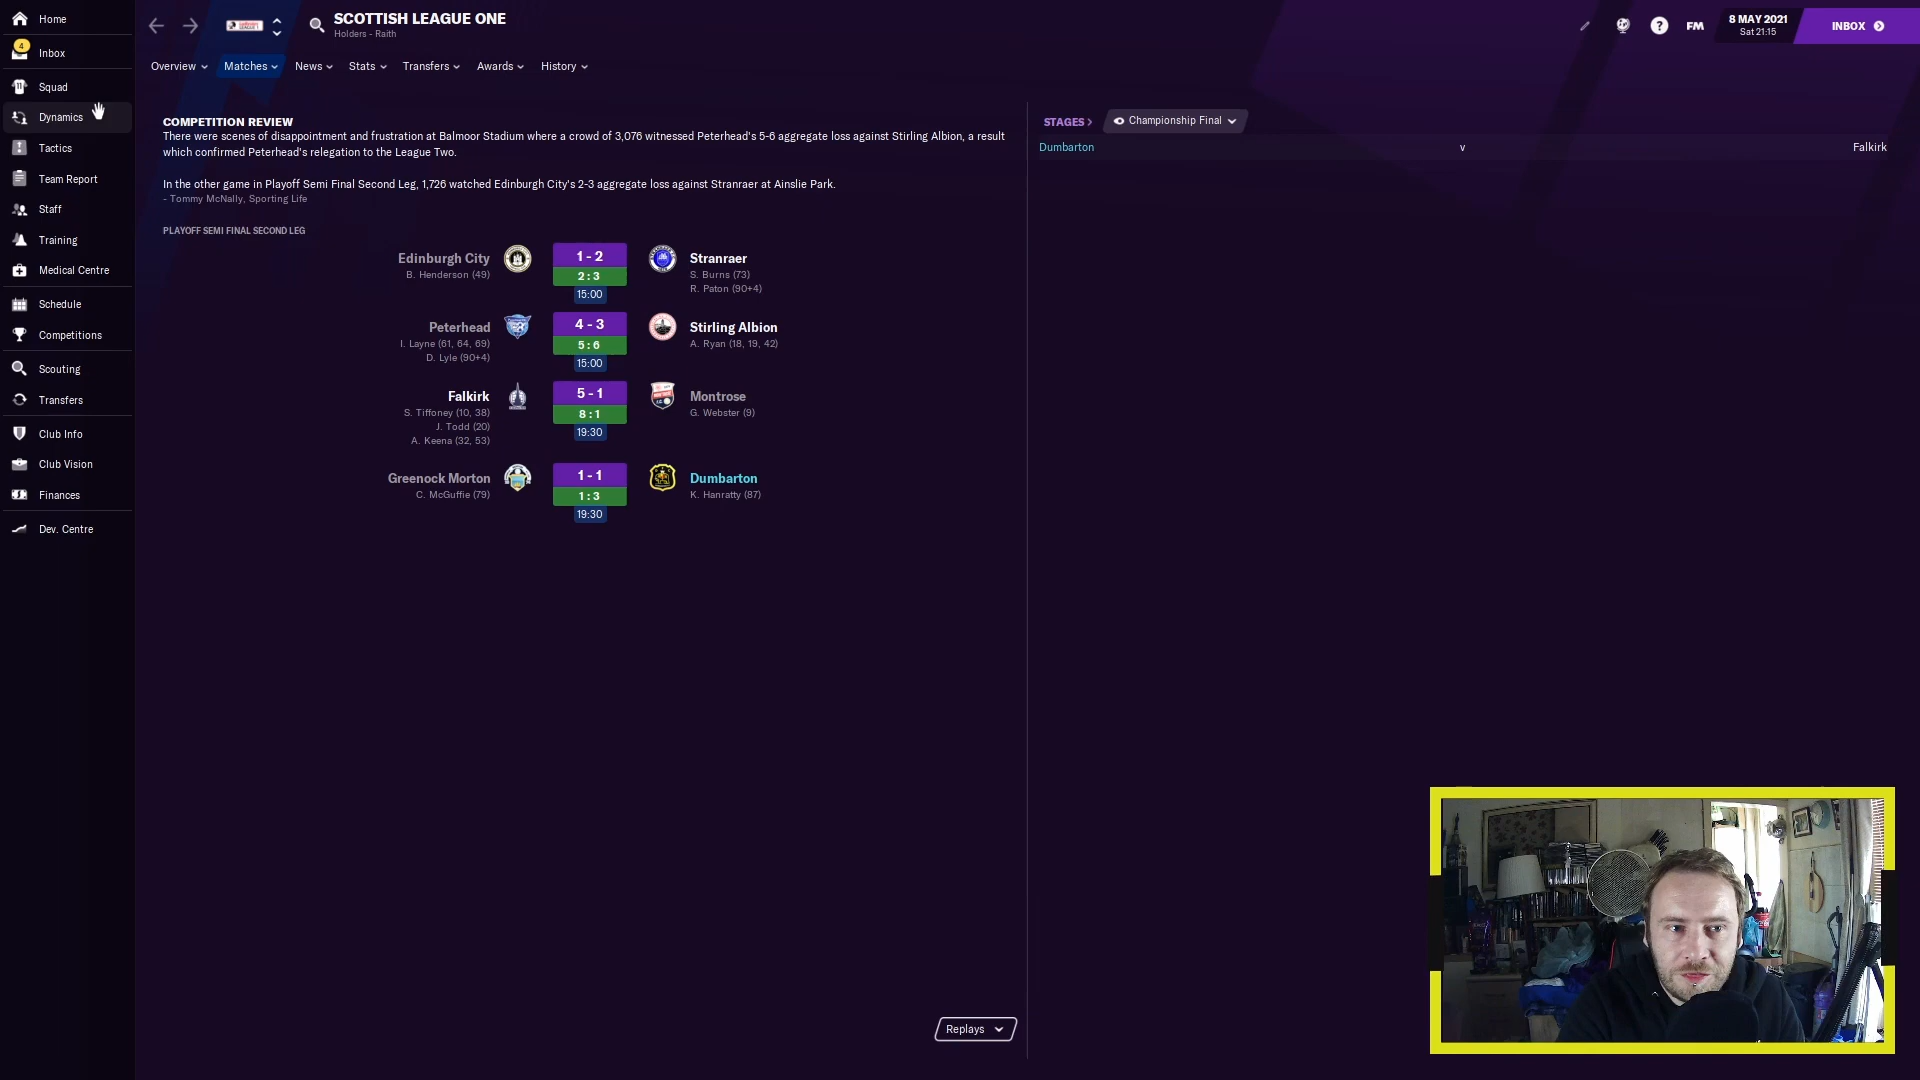 Home
4
Inbox
Squad
Dynamics
Tactics
Team Report
Staff
Training
Medical Centre
Schedule
Competitions
Scouting
Transfers
Club Info
Club Vision
Finances
Dev. Centre
SCOTTISH LEAGUE ONE
Holders - Raith
? FM
8 MAY 2021
Sat 21:15
INBOX
Overview Matches News Stats Transfers Awards History
COMPETITION REVIEW
There were scenes of disappointment and frustration at Balmoor Stadium where a crowd of 3,076 witnessed Peterhead's 5-6 aggregate loss against Stirling Albion, a result
which confirmed Peterhead's relegation to the League Two.
In the other game in Playoff Semi Final Second Leg, 1,726 watched Edinburgh City's 2-3 aggregate loss against Stranraer at Ainslie Park.
- Tommy McNally, Sporting Life
PLAYOFF SEMI FINAL SECOND LEG
Edinburgh City 1 - 2 Stranraer
B. Henderson (49) 2 : 3 S. Burns (73)
R. Paton (90+4)
15:00
Peterhead 4 - 3 Stirling Albion
I. Layne (61, 64, 69) 5 : 6 A. Ryan (18, 19, 42)
D. Lyle (90+4)
15:00
Falkirk 5 - 1 Montrose
S. Tiffoney (10, 38) 8 : 1 G. Webster (9)
J. Todd (20)
19:30
A. Keena (32, 53)
Greenock Morton 1 - 1 Dumbarton
C. McGuffie (79) 1 : 3 K. Hanratty (87)
19:30
STAGES > Championship Final
Dumbarton v Falkirk
Replays